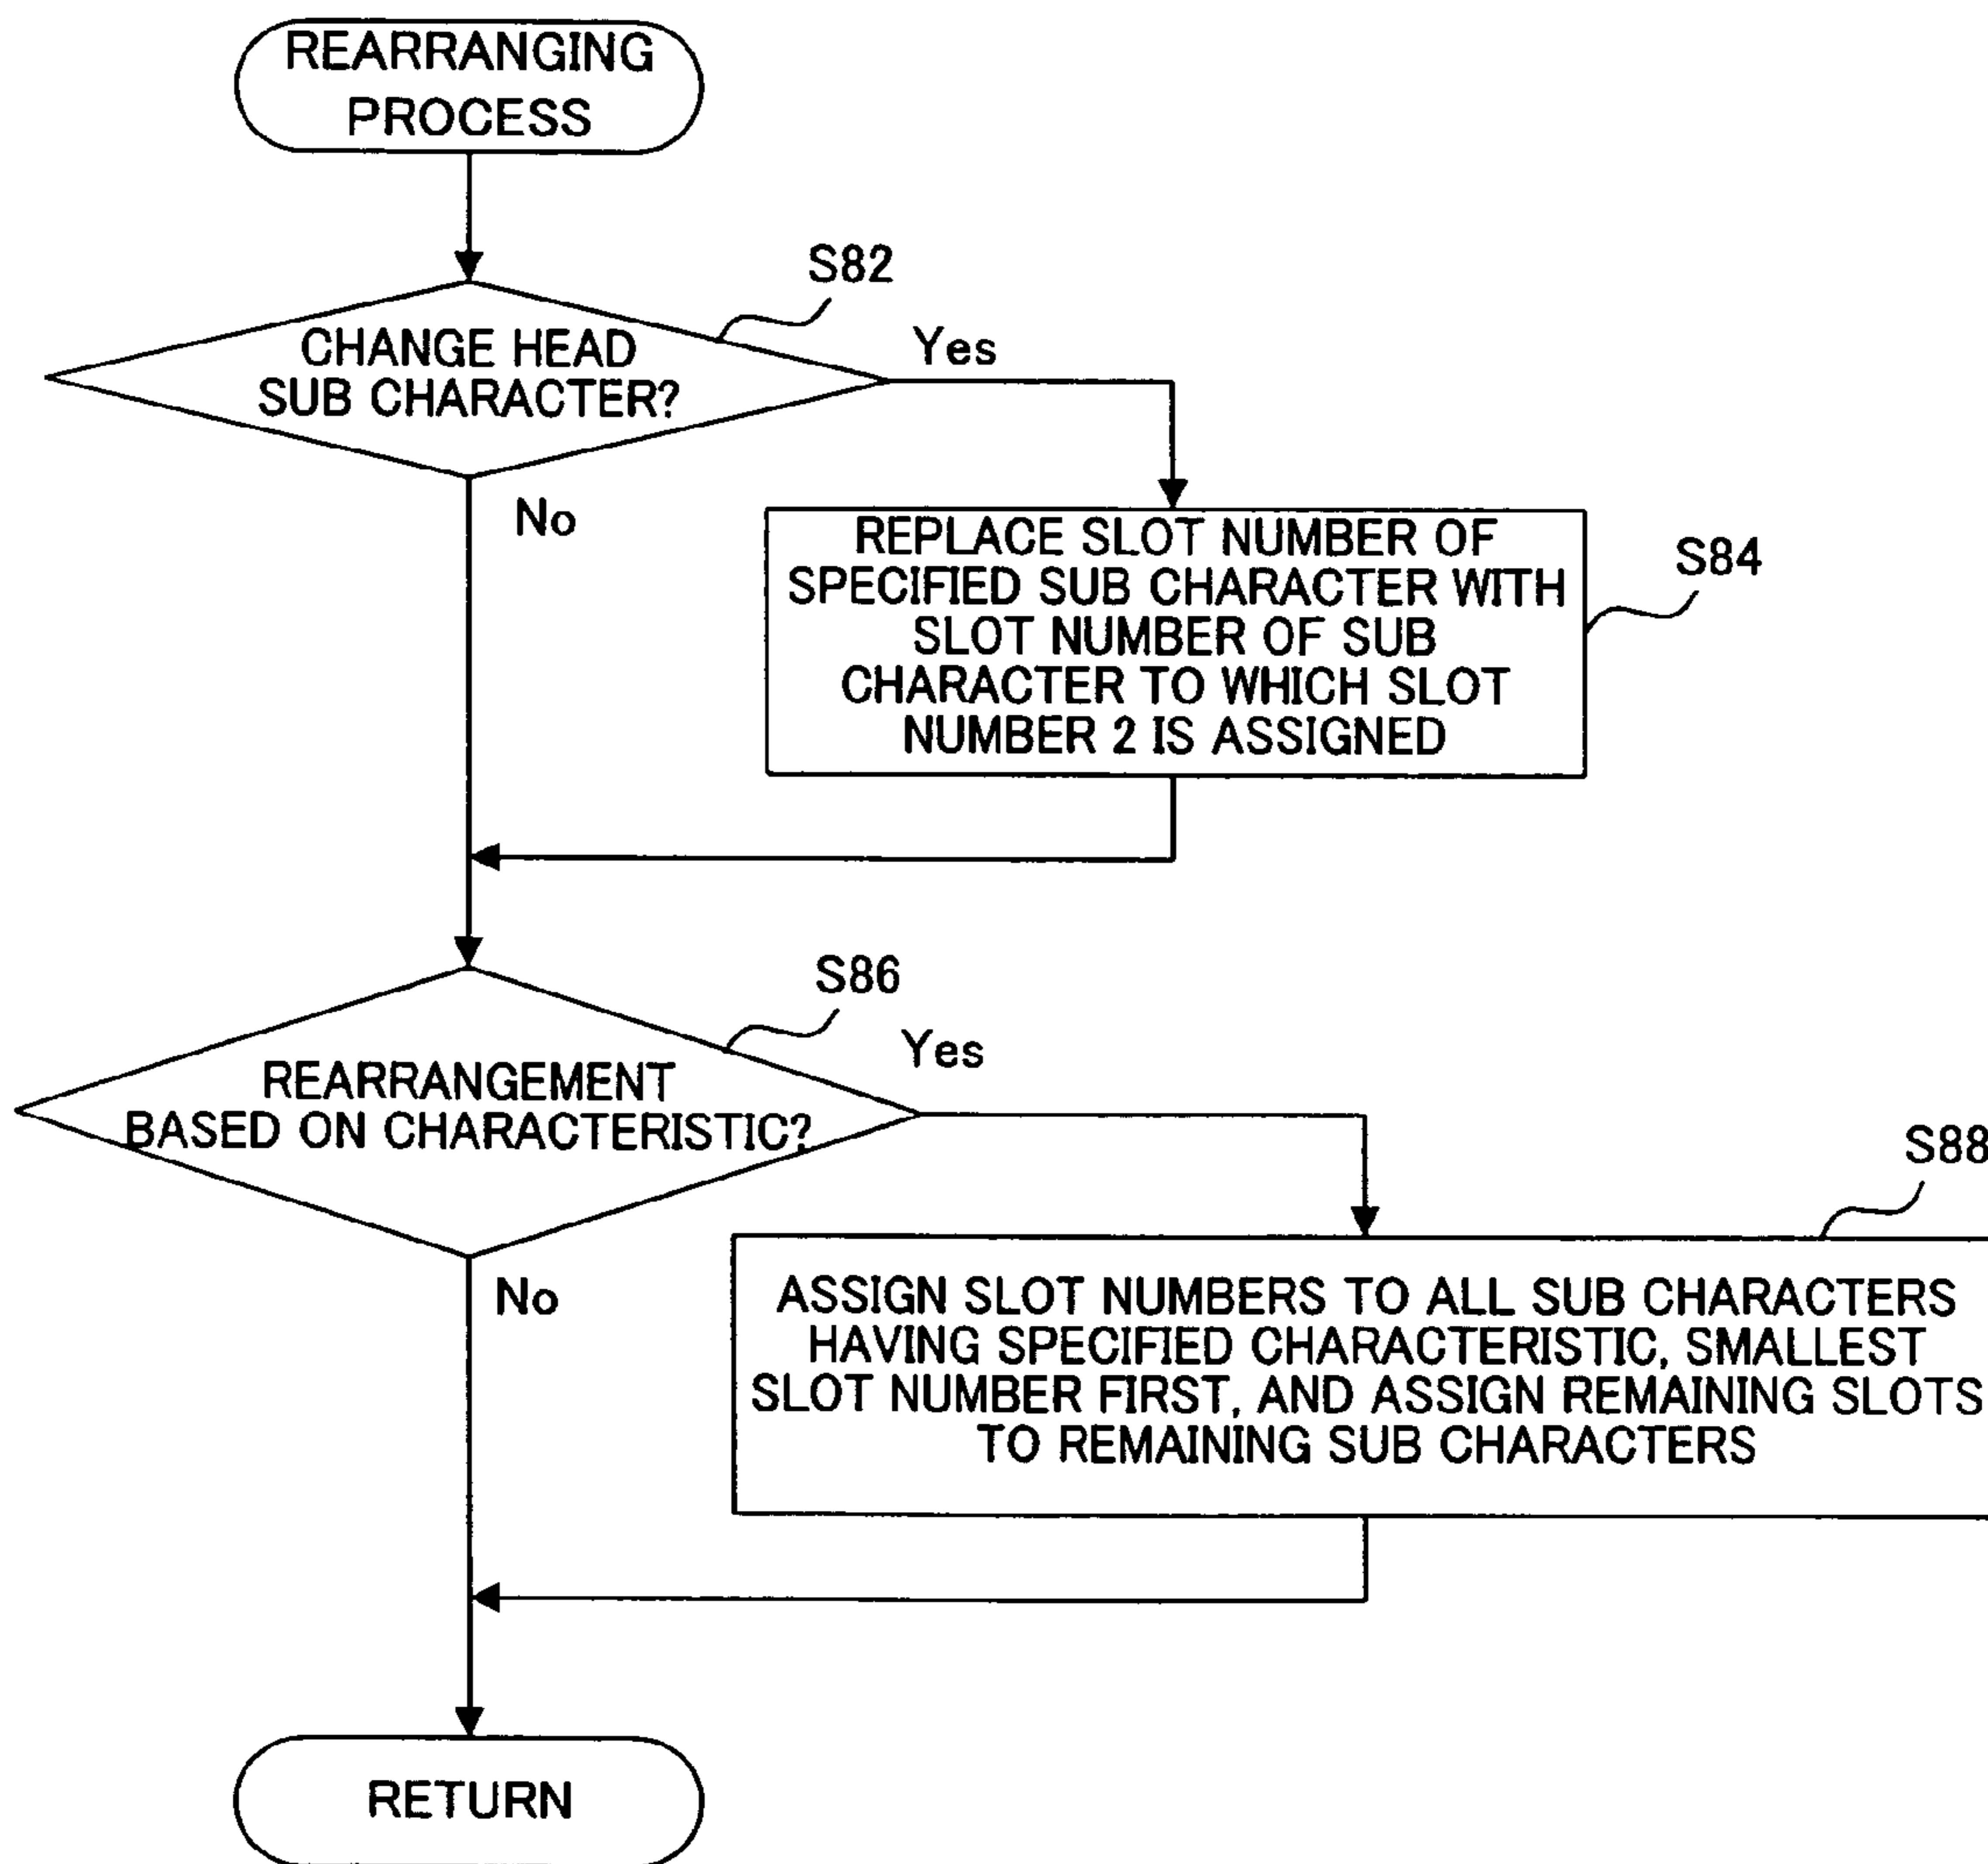 REARRANGING
PROCESS
S82
CHANGE HEAD
SUB CHARACTER?
Yes
No
REPLACE SLOT NUMBER OF
SPECIFIED SUB CHARACTER WITH
SLOT NUMBER OF SUB
CHARACTER TO WHICH SLOT
NUMBER 2 IS ASSIGNED
S84
S86
REARRANGEMENT
BASED ON CHARACTERISTIC?
Yes
No
S88
ASSIGN SLOT NUMBERS TO ALL SUB CHARACTERS
HAVING SPECIFIED CHARACTERISTIC, SMALLEST
SLOT NUMBER FIRST, AND ASSIGN REMAINING SLOTS
TO REMAINING SUB CHARACTERS
RETURN